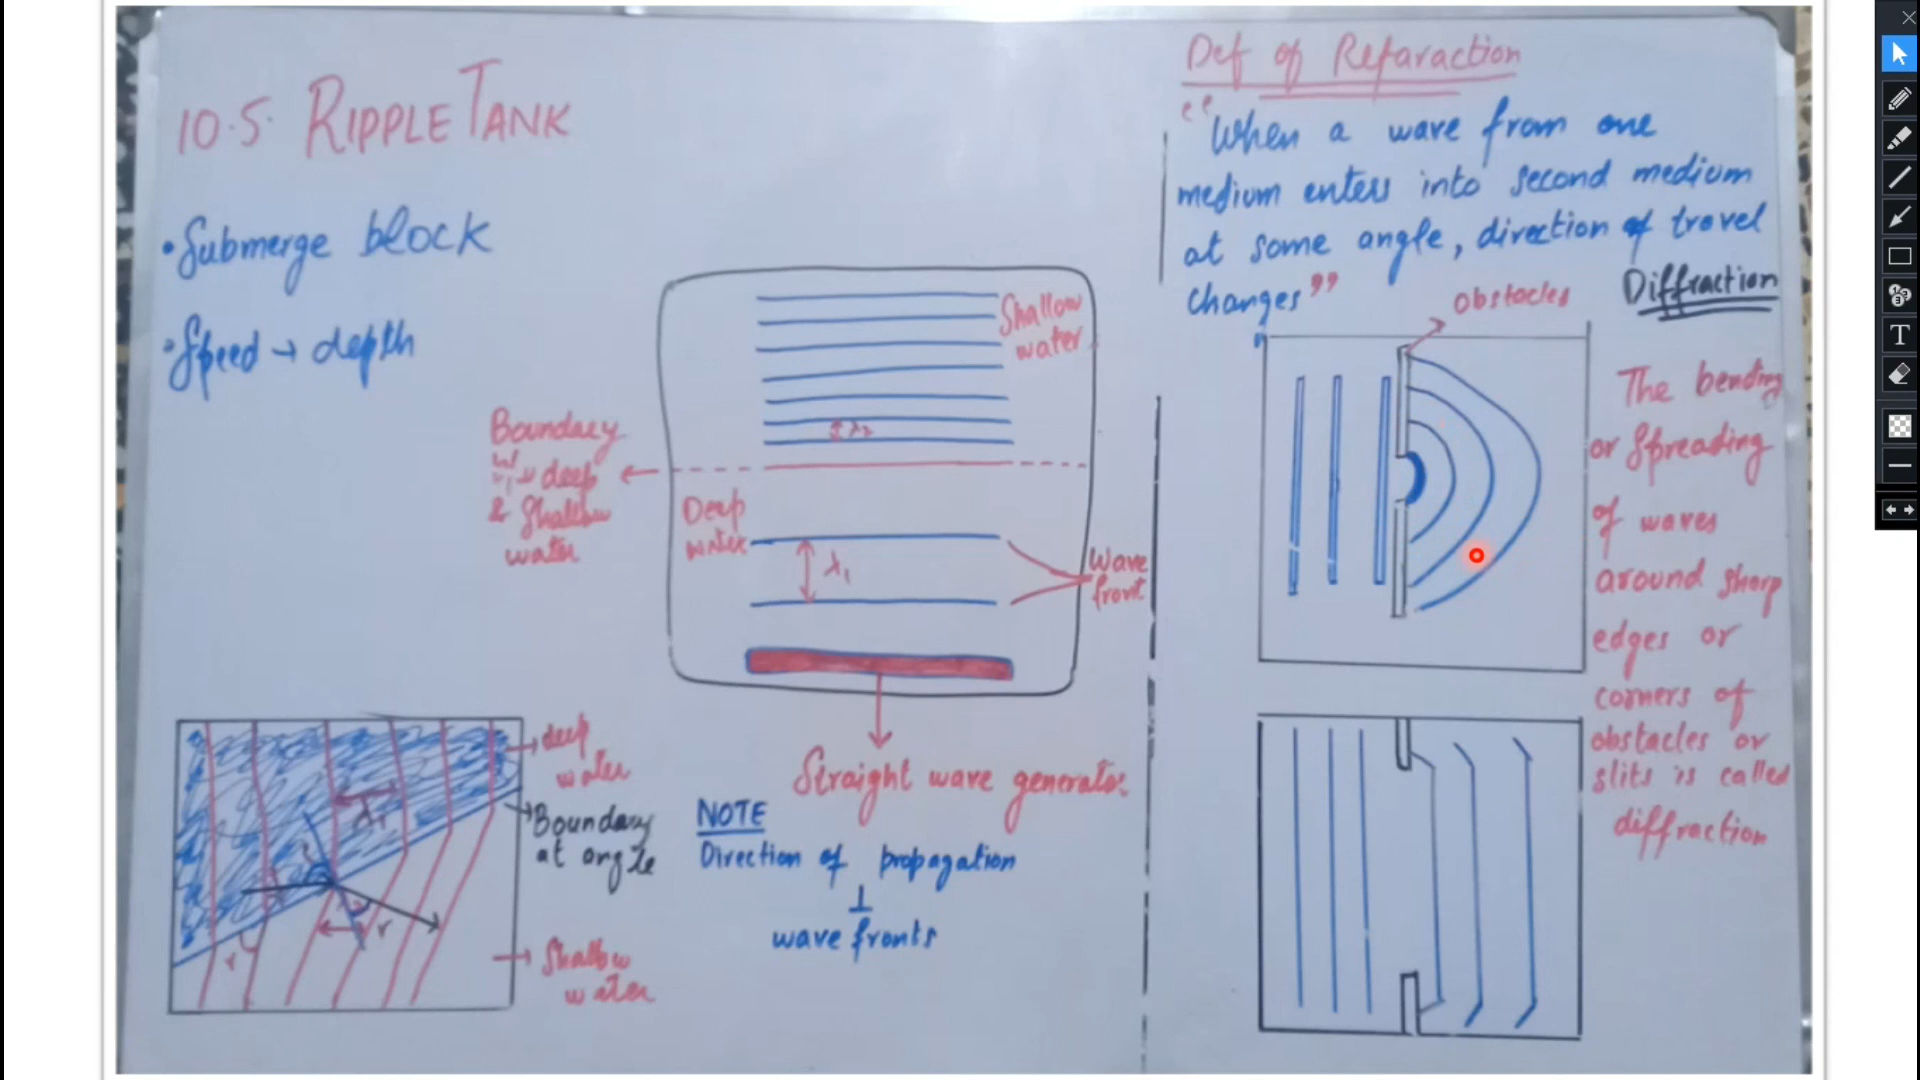 10.5. RIPPLE TANK
• Submerge block
• Speed → depth
Shallow
water
λ2
Boundary
deep
& Shallow
water
Deep
water
λ1
Wave
front
Straight wave generator
deep
water
λ1
Boundary
at angle
i
r
r
Shallow
water
NOTE
Direction of propagation
⊥
wave fronts
Def of Refaraction
“When a wave from one
medium enters into second medium
at some angle, direction of travel
changes”
Diffraction
obstacles
The bending
or Spreading
of waves
around sharp
edges or
corners of
obstacles or
slits is called
diffraction
T